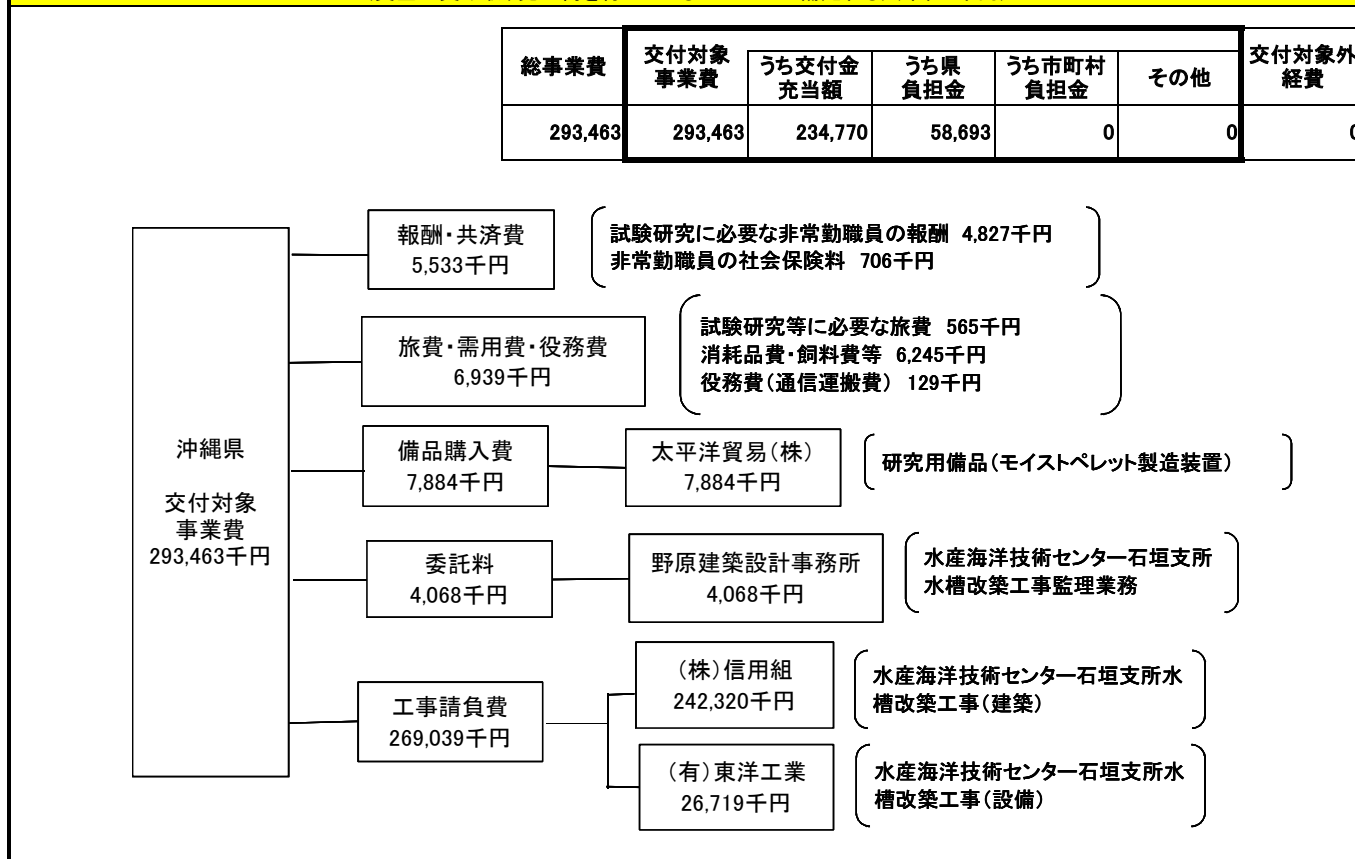 総事業費 交付対象事業費 うち交付金充当額 うち県負担金 うち市町村負担金 その他 交付対象外経費
293,463 293,463 234,770 58,693 0 0 0
沖縄県
交付対象
事業費
293,463千円
報酬・共済費
5,533千円
試験研究に必要な非常勤職員の報酬 4,827千円
非常勤職員の社会保険料 706千円
旅費・需用費・役務費
6,939千円
試験研究等に必要な旅費 565千円
消耗品費・飼料費等 6,245千円
役務費(通信運搬費) 129千円
備品購入費
7,884千円
太平洋貿易(株)
7,884千円
研究用備品(モイストペレット製造装置)
委託料
4,068千円
野原建築設計事務所
4,068千円
水産海洋技術センター石垣支所
水槽改築工事監理業務
工事請負費
269,039千円
(株)信用組
242,320千円
水産海洋技術センター石垣支所水
槽改築工事(建築)
(有)東洋工業
26,719千円
水産海洋技術センター石垣支所水
槽改築工事(設備)